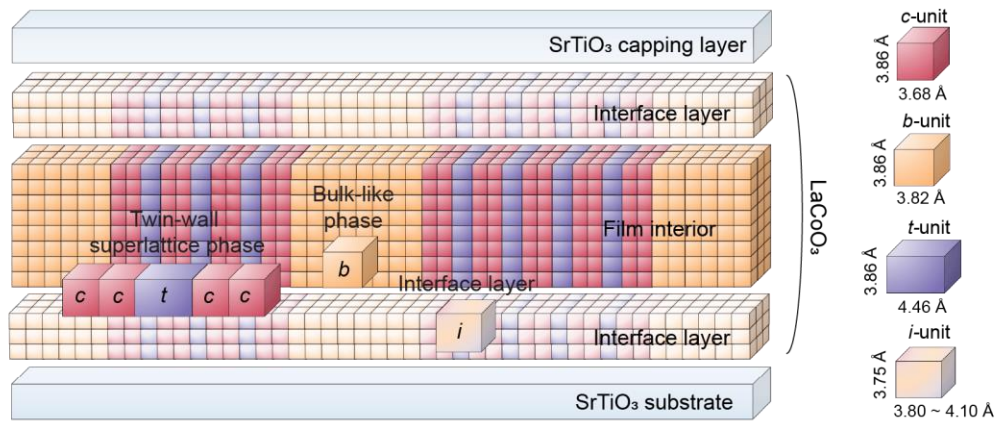 SrTiO₃ capping layer
Interface layer
Twin-wall
superlattice phase
Bulk-like
phase
Film interior
c
c
t
c
c
b
Interface layer
i
Interface layer
SrTiO₃ substrate
LaCoO₃
c-unit
3.86 Å
3.68 Å
b-unit
3.86 Å
3.82 Å
t-unit
3.86 Å
4.46 Å
i-unit
3.75 Å
3.80 ~ 4.10 Å